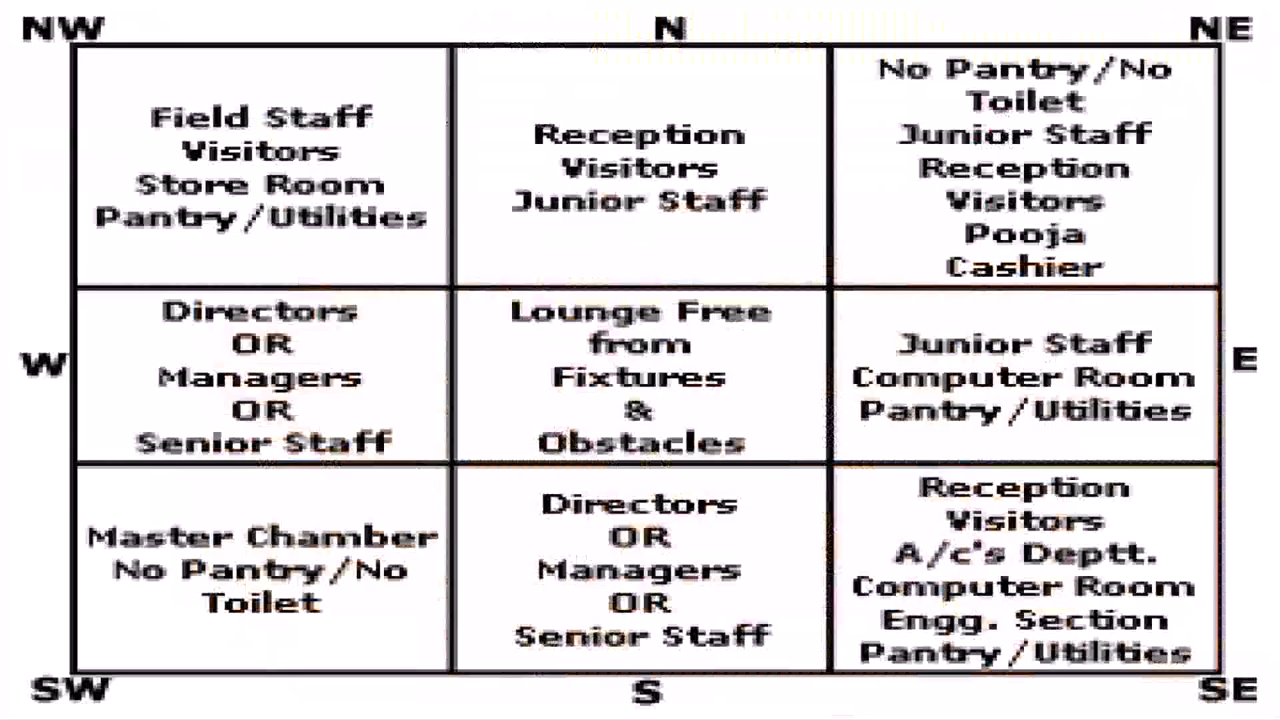 NW
N
NE
Field Staff
Visitors
Store Room
Pantry/Utilities
Reception
Visitors
Junior Staff
No Pantry/No
Toilet
Junior Staff
Reception
Visitors
Pooja
Cashier
W
Directors
OR
Managers
OR
Senior Staff
Lounge Free
from
Fixtures
&
Obstacles
Junior Staff
Computer Room
Pantry/Utilities
E
Master Chamber
No Pantry/No
Toilet
Directors
OR
Managers
OR
Senior Staff
Reception
Visitors
A/c's Deptt.
Computer Room
Engg. Section
Pantry/Utilities
SW
S
SE